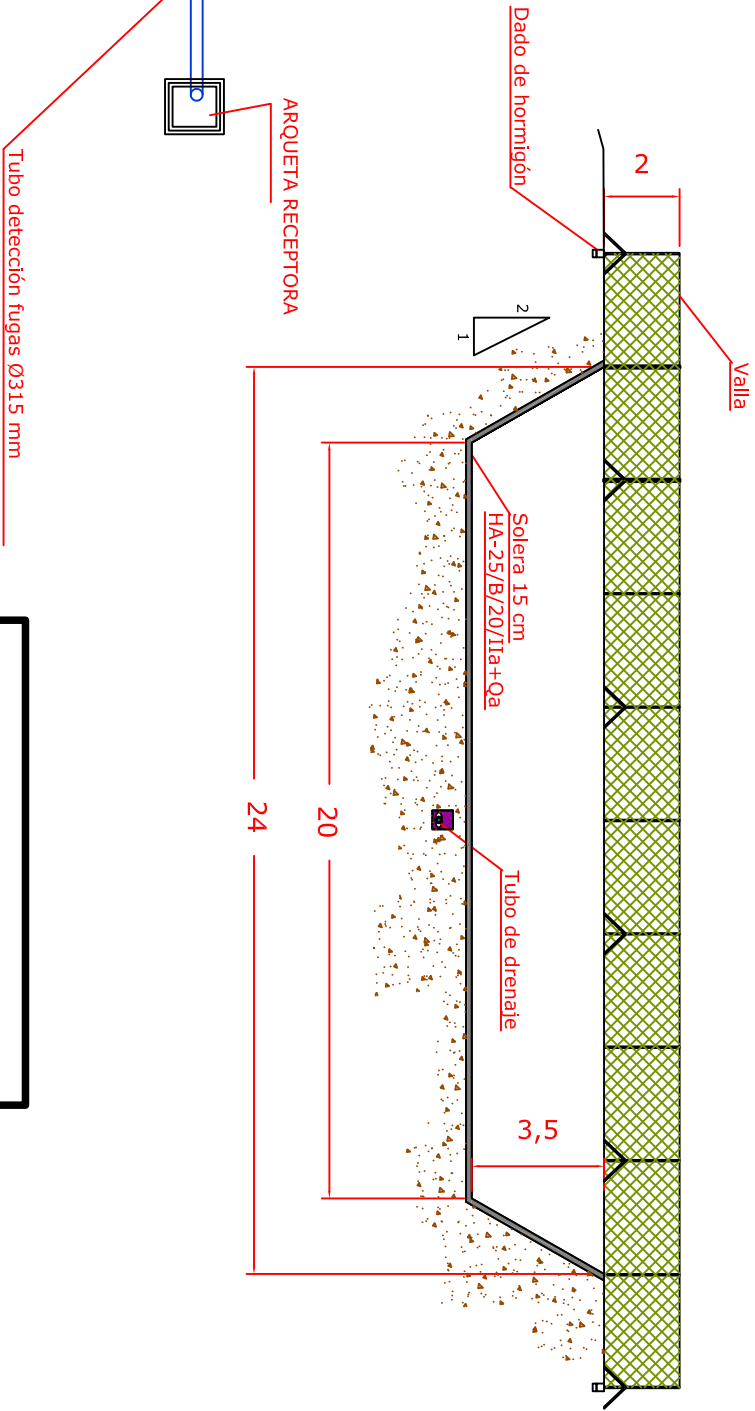 Valla
2
Dado de hormigón
2
1
Solera 15 cm
HA-25/B/20/IIa+Qa
Tubo de drenaje
3,5
20
24
ARQUETA RECEPTORA
Tubo detección fugas Ø315 mm